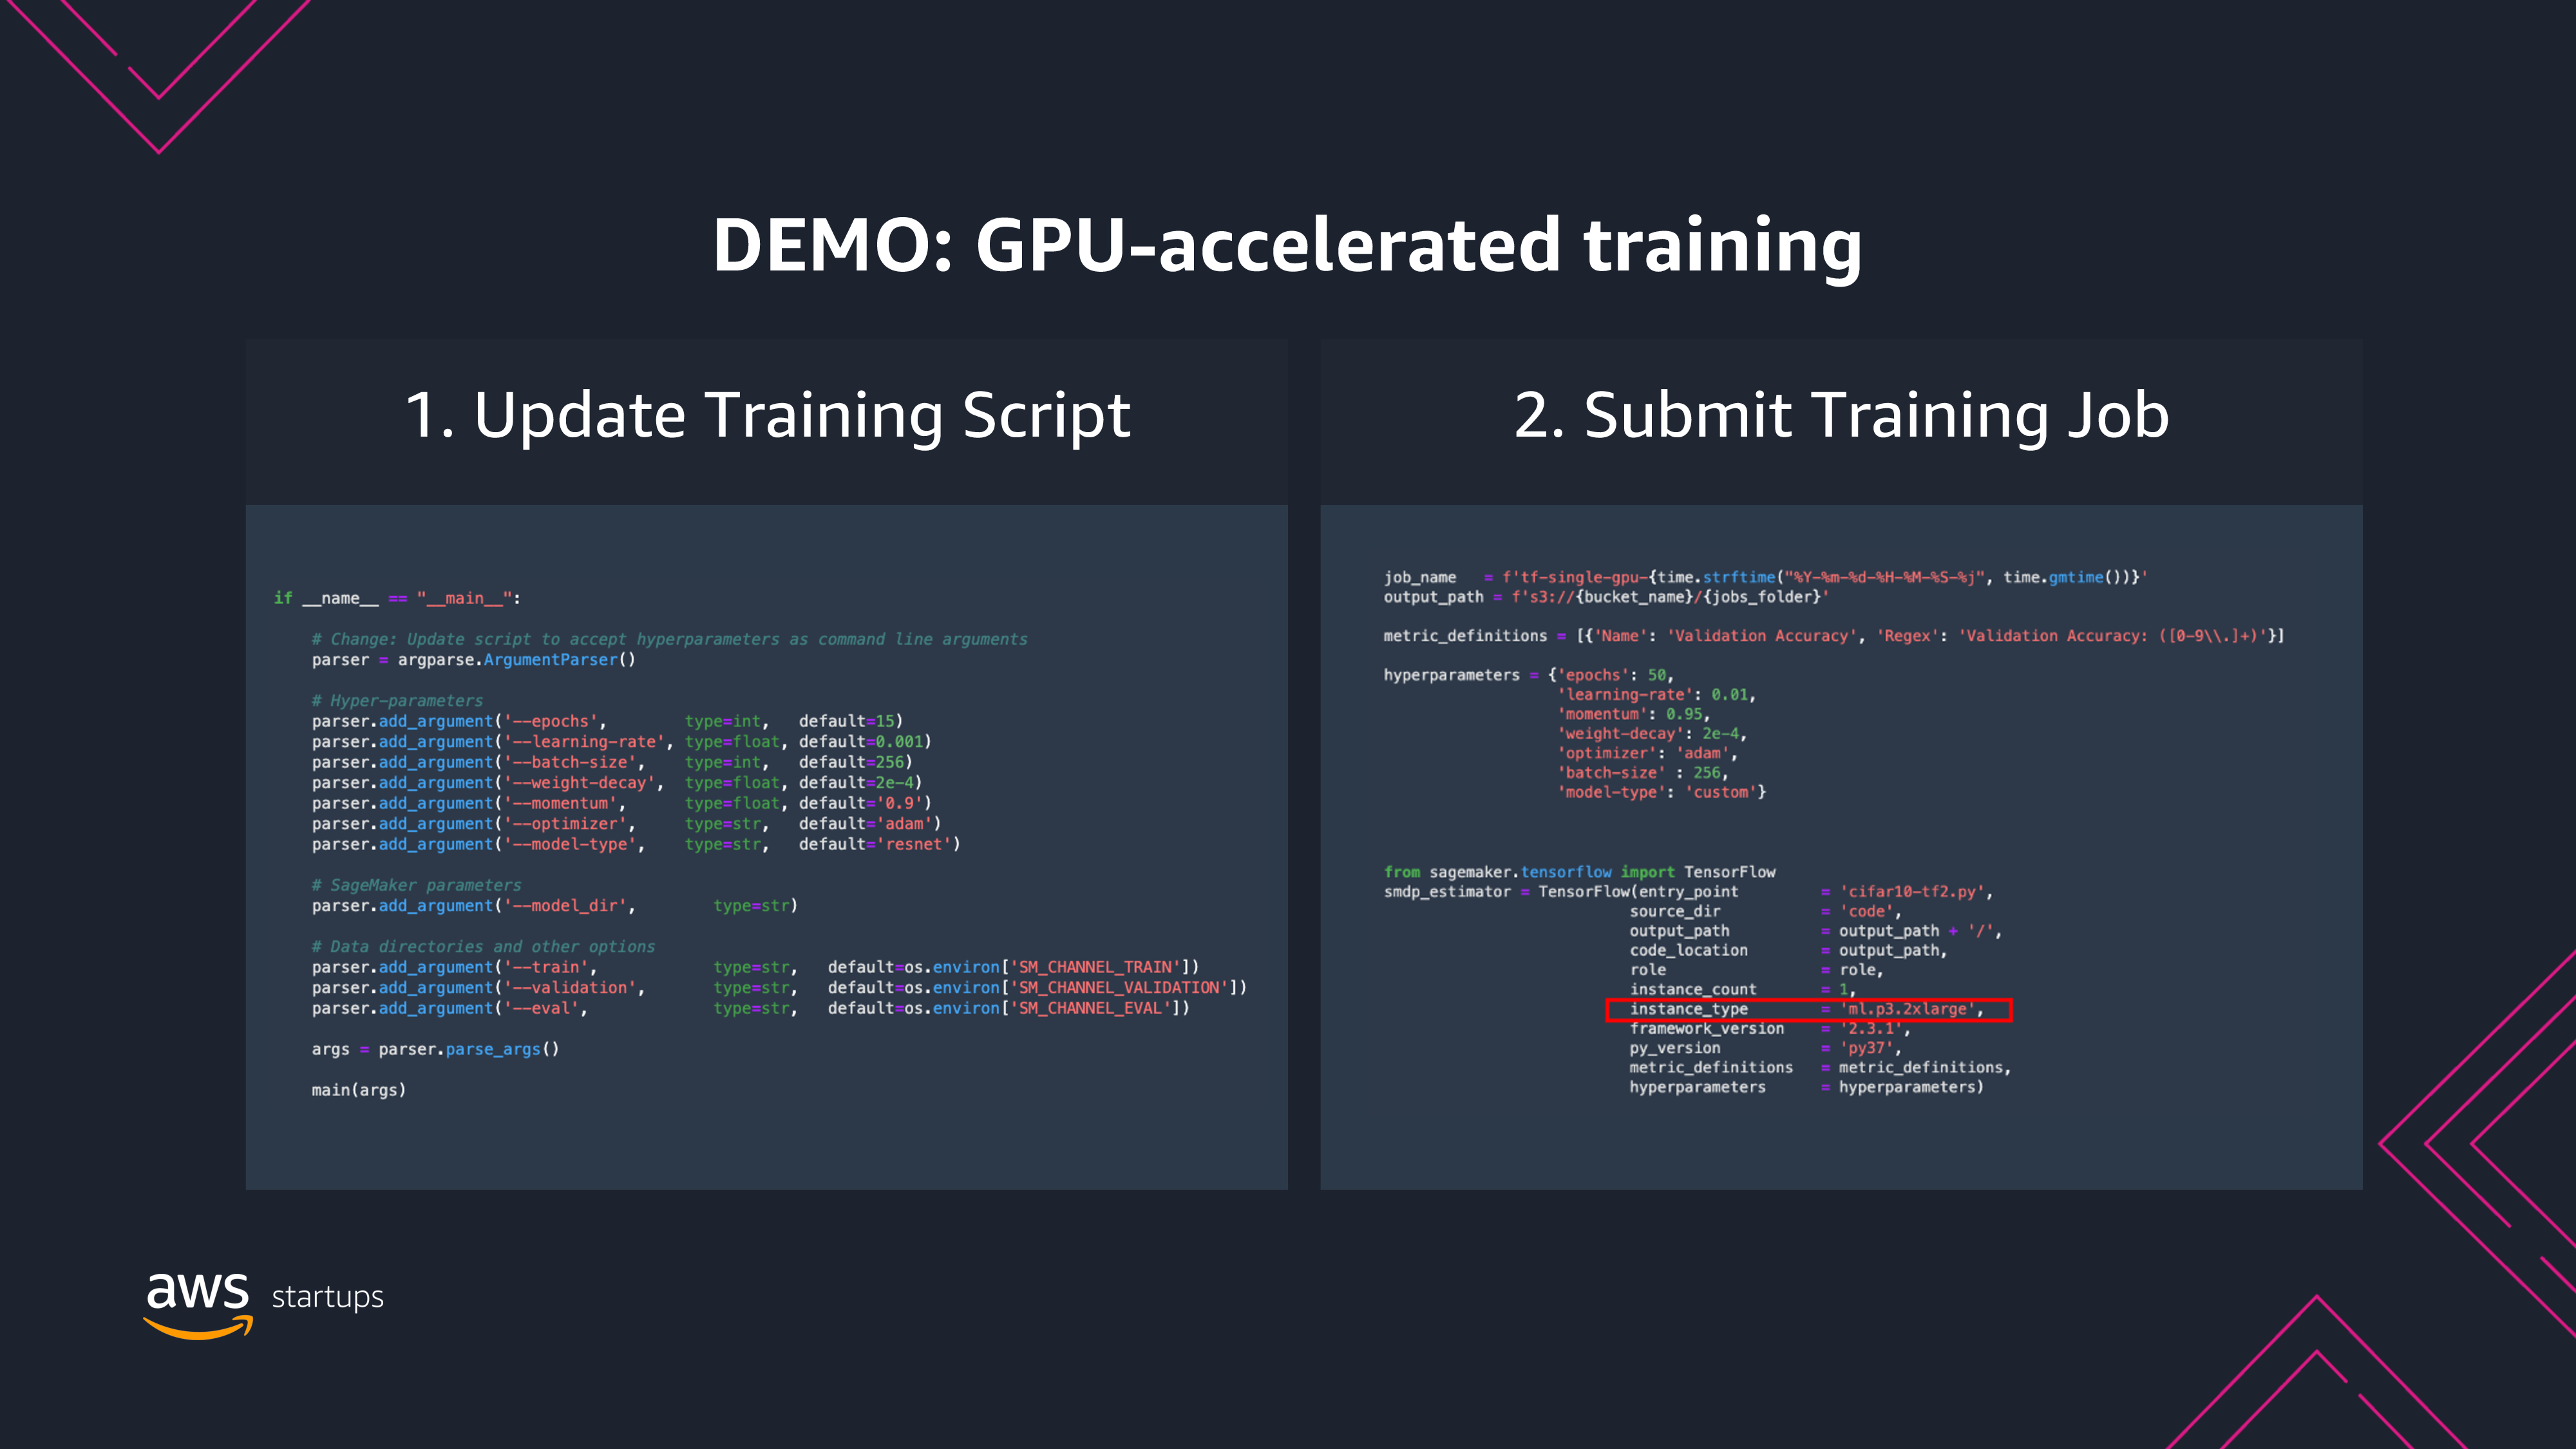 DEMO: GPU-accelerated training
1. Update Training Script
if __name__ == "__main__":
# Change: Update script to accept hyperparameters as command line arguments
parser = argparse.ArgumentParser()
# Hyper-parameters
parser.add_argument('--epochs',        type=int,   default=15)
parser.add_argument('--learning-rate', type=float, default=0.001)
parser.add_argument('--batch-size',    type=int,   default=256)
parser.add_argument('--weight-decay',  type=float, default=2e-4)
parser.add_argument('--momentum',      type=float, default='0.9')
parser.add_argument('--optimizer',     type=str,   default='adam')
parser.add_argument('--model-type',    type=str,   default='resnet')
# SageMaker parameters
parser.add_argument('--model_dir',        type=str)
# Data directories and other options
parser.add_argument('--train',            type=str,   default=os.environ['SM_CHANNEL_TRAIN'])
parser.add_argument('--validation',       type=str,   default=os.environ['SM_CHANNEL_VALIDATION'])
parser.add_argument('--eval',             type=str,   default=os.environ['SM_CHANNEL_EVAL'])
args = parser.parse_args()
main(args)
2. Submit Training Job
job_name   = f'tf-single-gpu-{time.strftime("%Y-%m-%d-%H-%M-%S-%j", time.gmtime())}'
output_path = f's3://{bucket_name}/{jobs_folder}'
metric_definitions = [{'Name': 'Validation Accuracy', 'Regex': 'Validation Accuracy: ([0-9\\.]+)'}]
hyperparameters = {'epochs': 50,
'learning-rate': 0.01,
'momentum': 0.95,
'weight-decay': 2e-4,
'optimizer': 'adam',
'batch-size' : 256,
'model-type': 'custom'}
from sagemaker.tensorflow import TensorFlow
smdp_estimator = TensorFlow(entry_point         = 'cifar10-tf2.py',
source_dir           = 'code',
output_path          = output_path + '/',
code_location        = output_path,
role                 = role,
instance_count       = 1,
instance_type        = 'ml.p3.2xlarge',
framework_version    = '2.3.1',
py_version           = 'py37',
metric_definitions   = metric_definitions,
hyperparameters      = hyperparameters)
aws startups